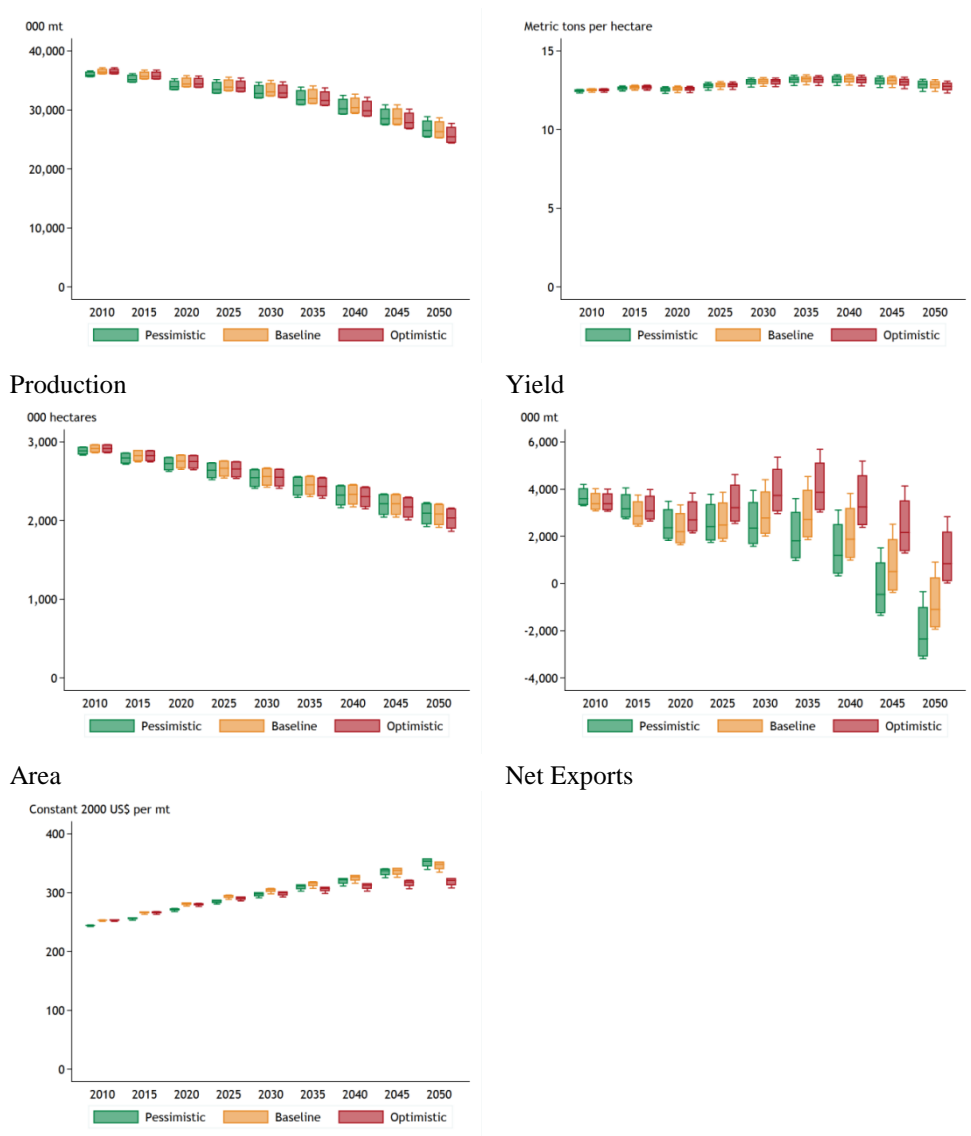 000 mt
40,000
30,000
20,000
10,000
0
2010 2015 2020 2025 2030 2035 2040 2045 2050
Pessimistic Baseline Optimistic
Metric tons per hectare
15
10
5
0
2010 2015 2020 2025 2030 2035 2040 2045 2050
Pessimistic Baseline Optimistic
Production Yield
000 hectares
3,000
2,000
1,000
0
2010 2015 2020 2025 2030 2035 2040 2045 2050
Pessimistic Baseline Optimistic
000 mt
6,000
4,000
2,000
0
-2,000
-4,000
2010 2015 2020 2025 2030 2035 2040 2045 2050
Pessimistic Baseline Optimistic
Area Net Exports
Constant 2000 US$ per mt
400
300
200
100
0
2010 2015 2020 2025 2030 2035 2040 2045 2050
Pessimistic Baseline Optimistic